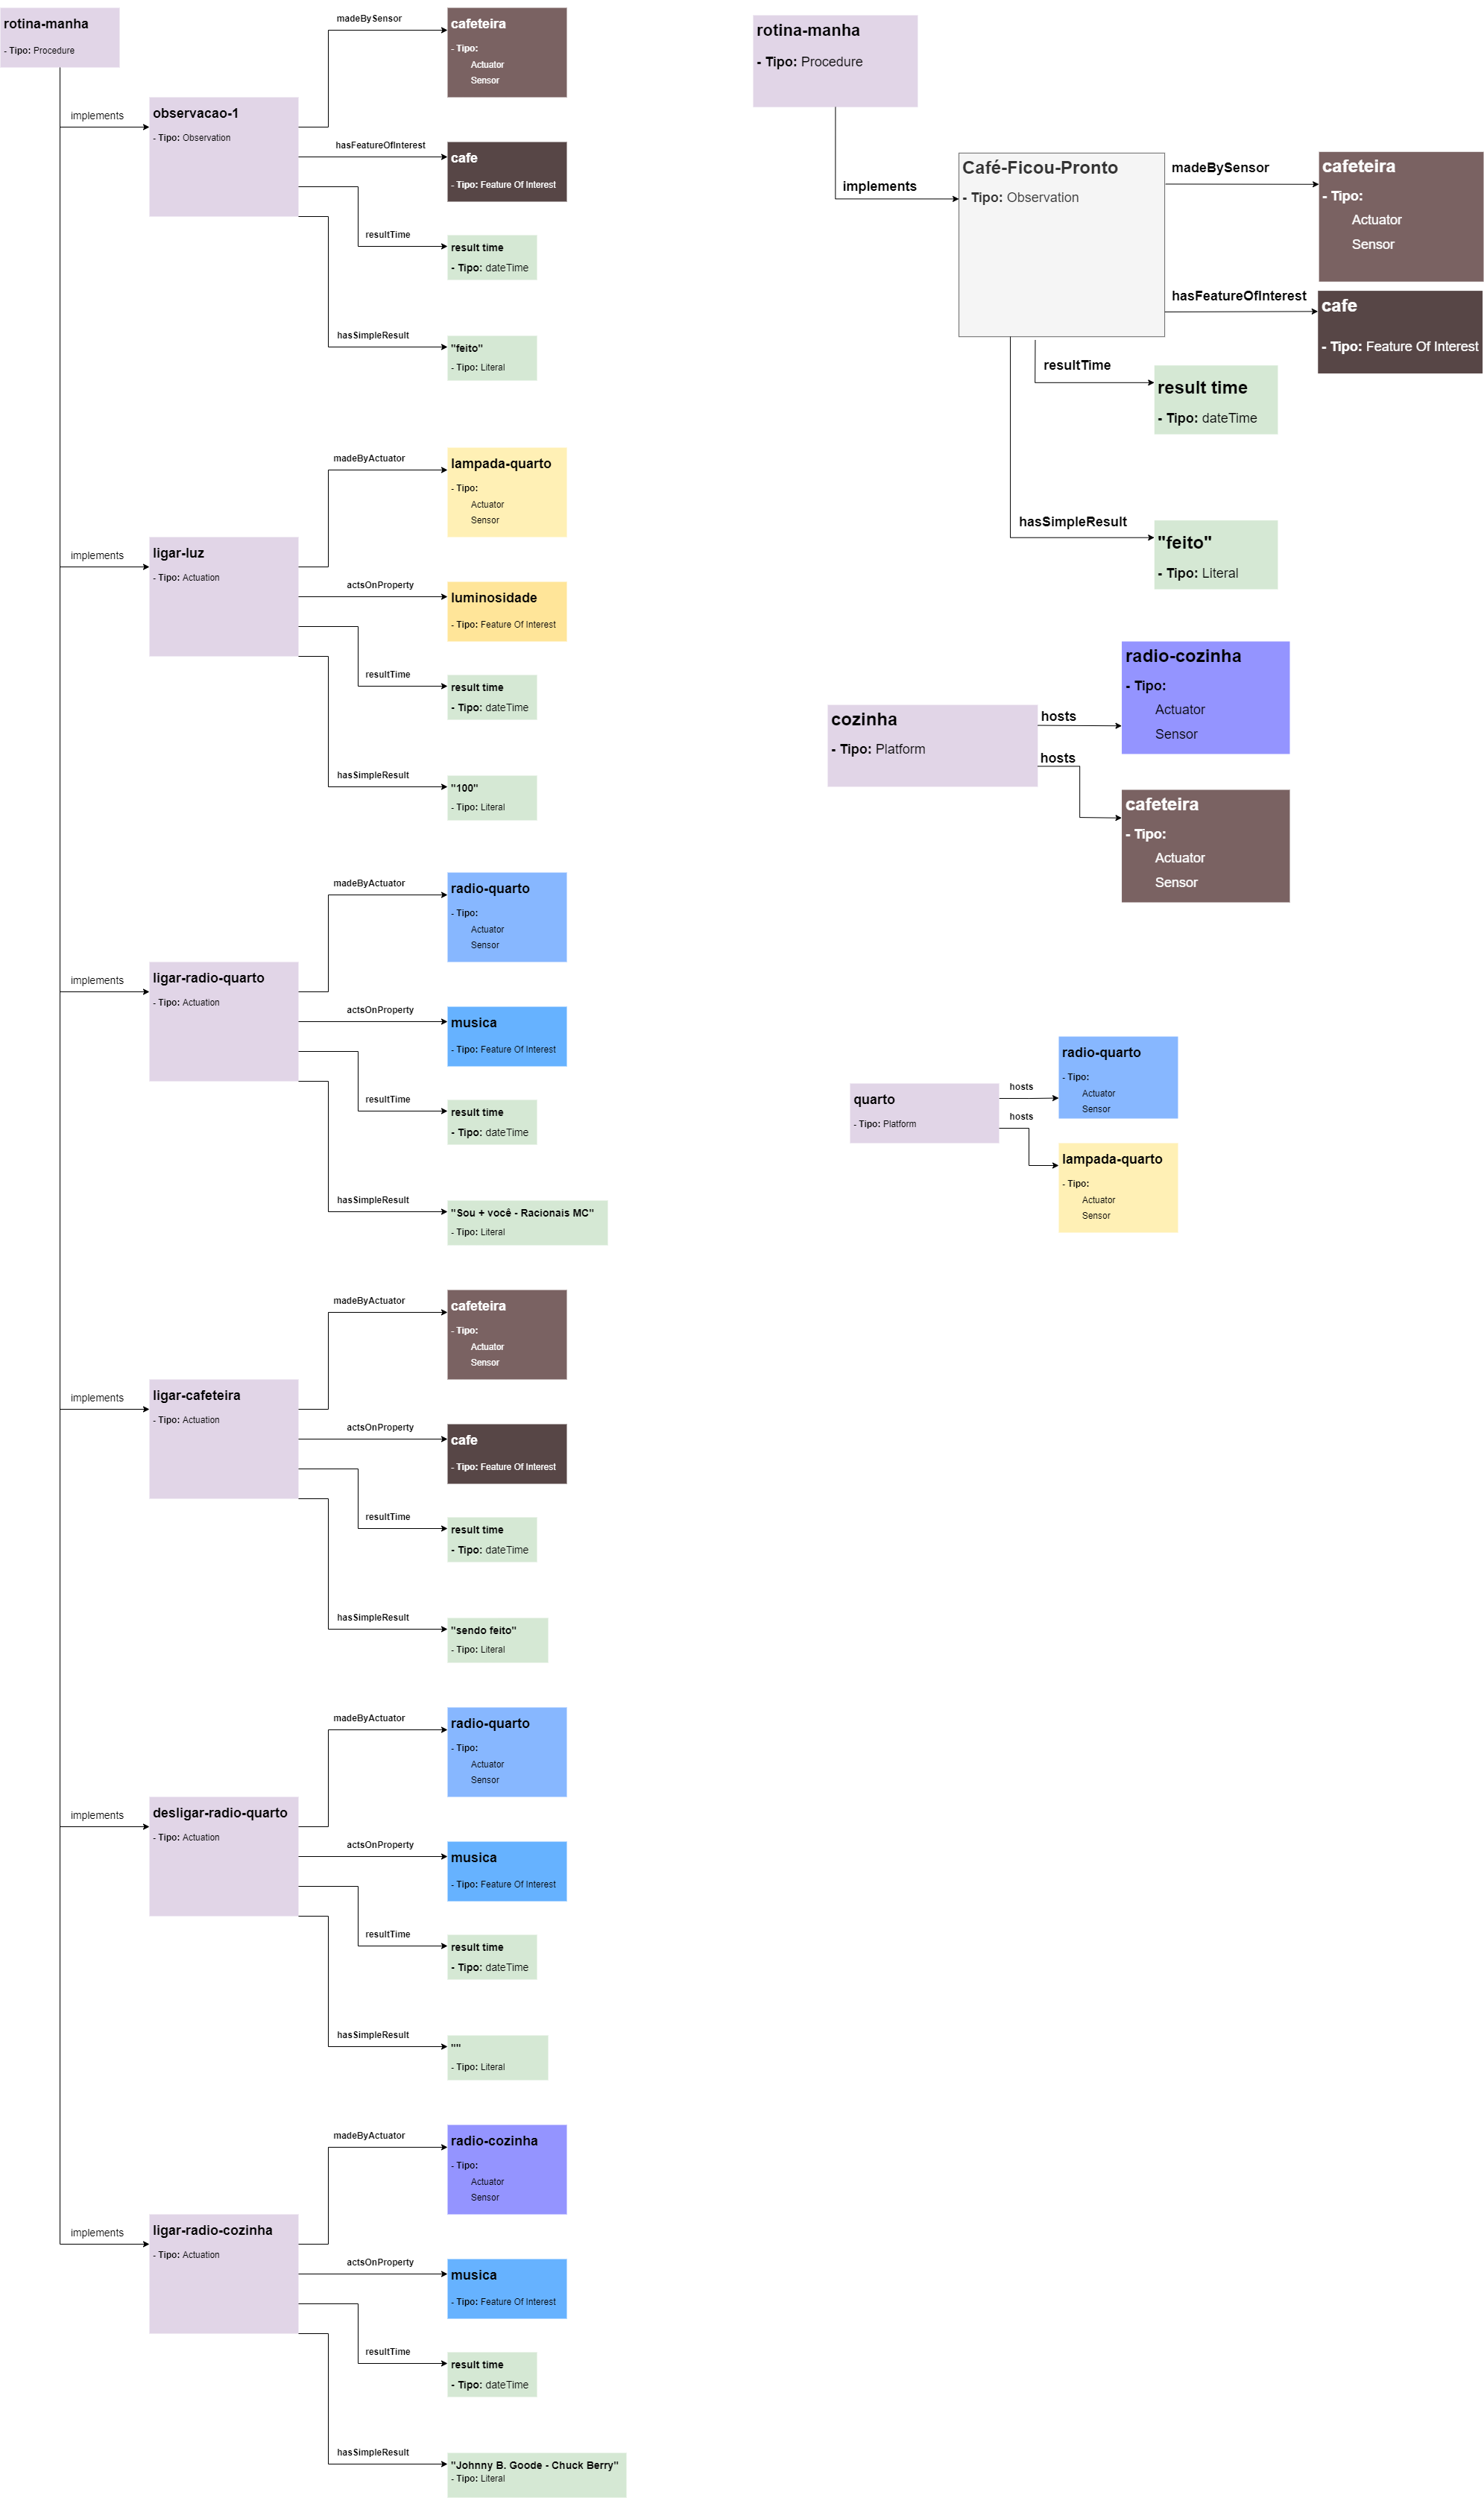 rotina-manha
- Tipo: Procedure
implements
observacao-1
- Tipo: Observation
madeBySensor
cafeteira
- Tipo:
Actuator
Sensor
hasFeatureOfInterest
cafe
- Tipo: Feature Of Interest
resultTime
result time
- Tipo: dateTime
hasSimpleResult
"feito"
- Tipo: Literal
implements
ligar-luz
- Tipo: Actuation
madeByActuator
lampada-quarto
- Tipo:
Actuator
Sensor
actsOnProperty
luminosidade
- Tipo: Feature Of Interest
resultTime
result time
- Tipo: dateTime
hasSimpleResult
"100"
- Tipo: Literal
implements
ligar-radio-quarto
- Tipo: Actuation
madeByActuator
radio-quarto
- Tipo:
Actuator
Sensor
actsOnProperty
musica
- Tipo: Feature Of Interest
resultTime
result time
- Tipo: dateTime
hasSimpleResult
"Sou + você - Racionais MC"
- Tipo: Literal
implements
ligar-cafeteira
- Tipo: Actuation
madeByActuator
cafeteira
- Tipo:
Actuator
Sensor
actsOnProperty
cafe
- Tipo: Feature Of Interest
resultTime
result time
- Tipo: dateTime
hasSimpleResult
"sendo feito"
- Tipo: Literal
implements
desligar-radio-quarto
- Tipo: Actuation
madeByActuator
radio-quarto
- Tipo:
Actuator
Sensor
actsOnProperty
musica
- Tipo: Feature Of Interest
resultTime
result time
- Tipo: dateTime
hasSimpleResult
""
- Tipo: Literal
implements
ligar-radio-cozinha
- Tipo: Actuation
madeByActuator
radio-cozinha
- Tipo:
Actuator
Sensor
actsOnProperty
musica
- Tipo: Feature Of Interest
resultTime
result time
- Tipo: dateTime
hasSimpleResult
"Johnny B. Goode - Chuck Berry"
- Tipo: Literal
rotina-manha
- Tipo: Procedure
implements
Café-Ficou-Pronto
- Tipo: Observation
madeBySensor
cafeteira
- Tipo:
Actuator
Sensor
hasFeatureOfInterest
cafe
- Tipo: Feature Of Interest
resultTime
result time
- Tipo: dateTime
hasSimpleResult
"feito"
- Tipo: Literal
cozinha
- Tipo: Platform
hosts
radio-cozinha
- Tipo:
Actuator
Sensor
hosts
cafeteira
- Tipo:
Actuator
Sensor
quarto
- Tipo: Platform
hosts
radio-quarto
- Tipo:
Actuator
Sensor
hosts
lampada-quarto
- Tipo:
Actuator
Sensor